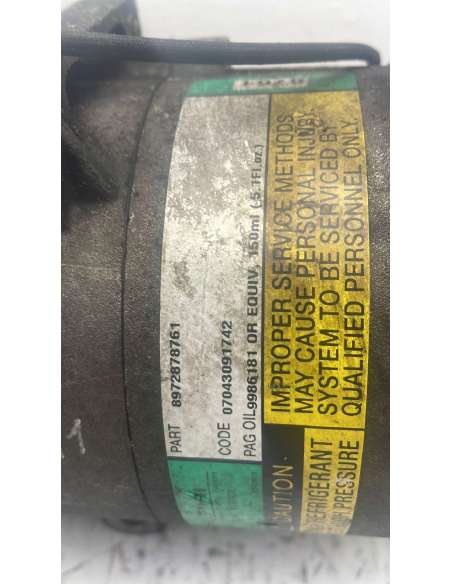 PART 8972878761
CODE 07043091742
PAG OIL 9986181 OR EQUIV. 150ml (5.1Fl.oz.)
IMPROPER SERVICE METHODS
MAY CAUSE PERSONAL INJURY.
SYSTEM TO BE SERVICED BY
QUALIFIED PERSONNEL ONLY.
CAUTION
REFRIGERANT
PRESSURE